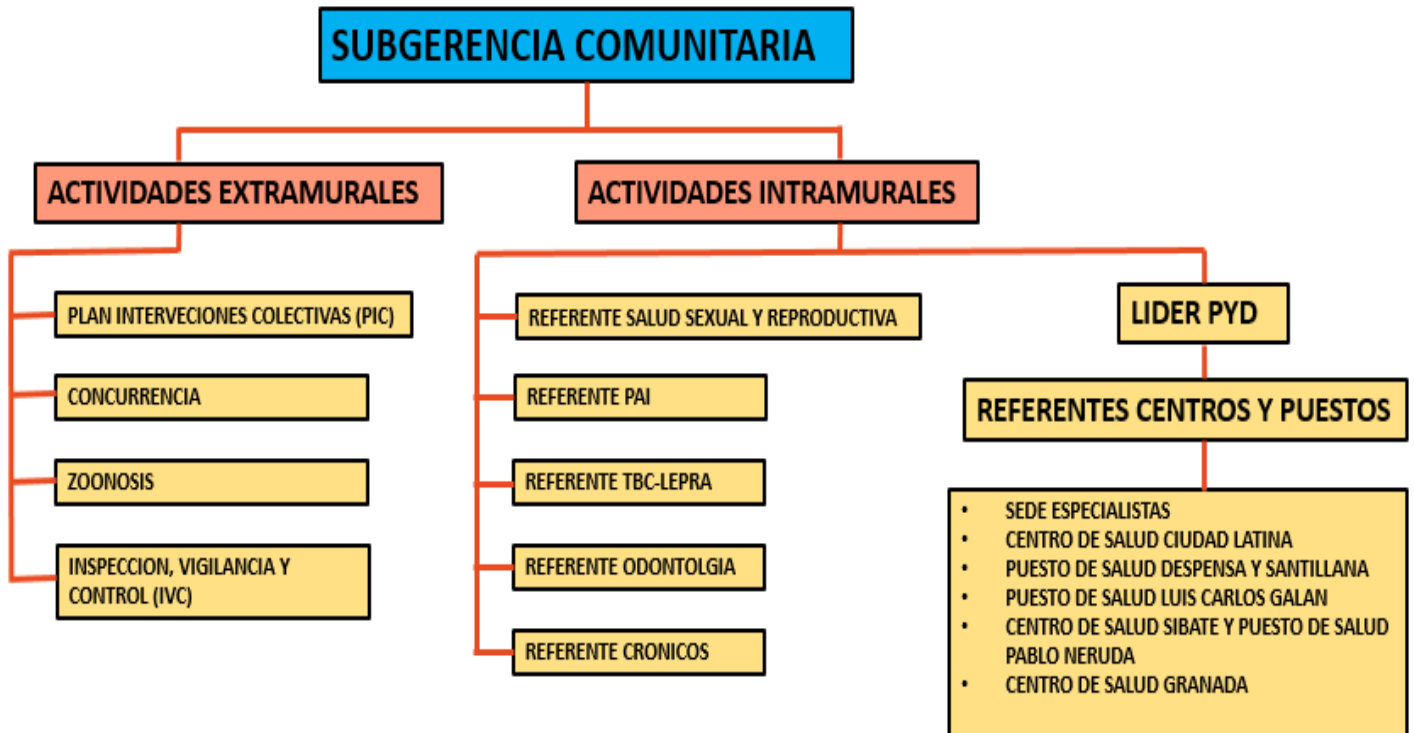 SUBGERENCIA COMUNITARIA
ACTIVIDADES EXTRAMURALES
PLAN INTERVECIONES COLECTIVAS (PIC)
CONCURRENCIA
ZOONOSIS
INSPECCION, VIGILANCIA Y
CONTROL (IVC)
ACTIVIDADES INTRAMURALES
REFERENTE SALUD SEXUAL Y REPRODUCTIVA
REFERENTE PAI
REFERENTE TBC-LEPRA
REFERENTE ODONTOLGIA
REFERENTE CRONICOS
LIDER PYD
REFERENTES CENTROS Y PUESTOS
• SEDE ESPECIALISTAS
• CENTRO DE SALUD CIUDAD LATINA
• PUESTO DE SALUD DESPENSA Y SANTILLANA
• PUESTO DE SALUD LUIS CARLOS GALAN
• CENTRO DE SALUD SIBATE Y PUESTO DE SALUD
PABLO NERUDA
• CENTRO DE SALUD GRANADA